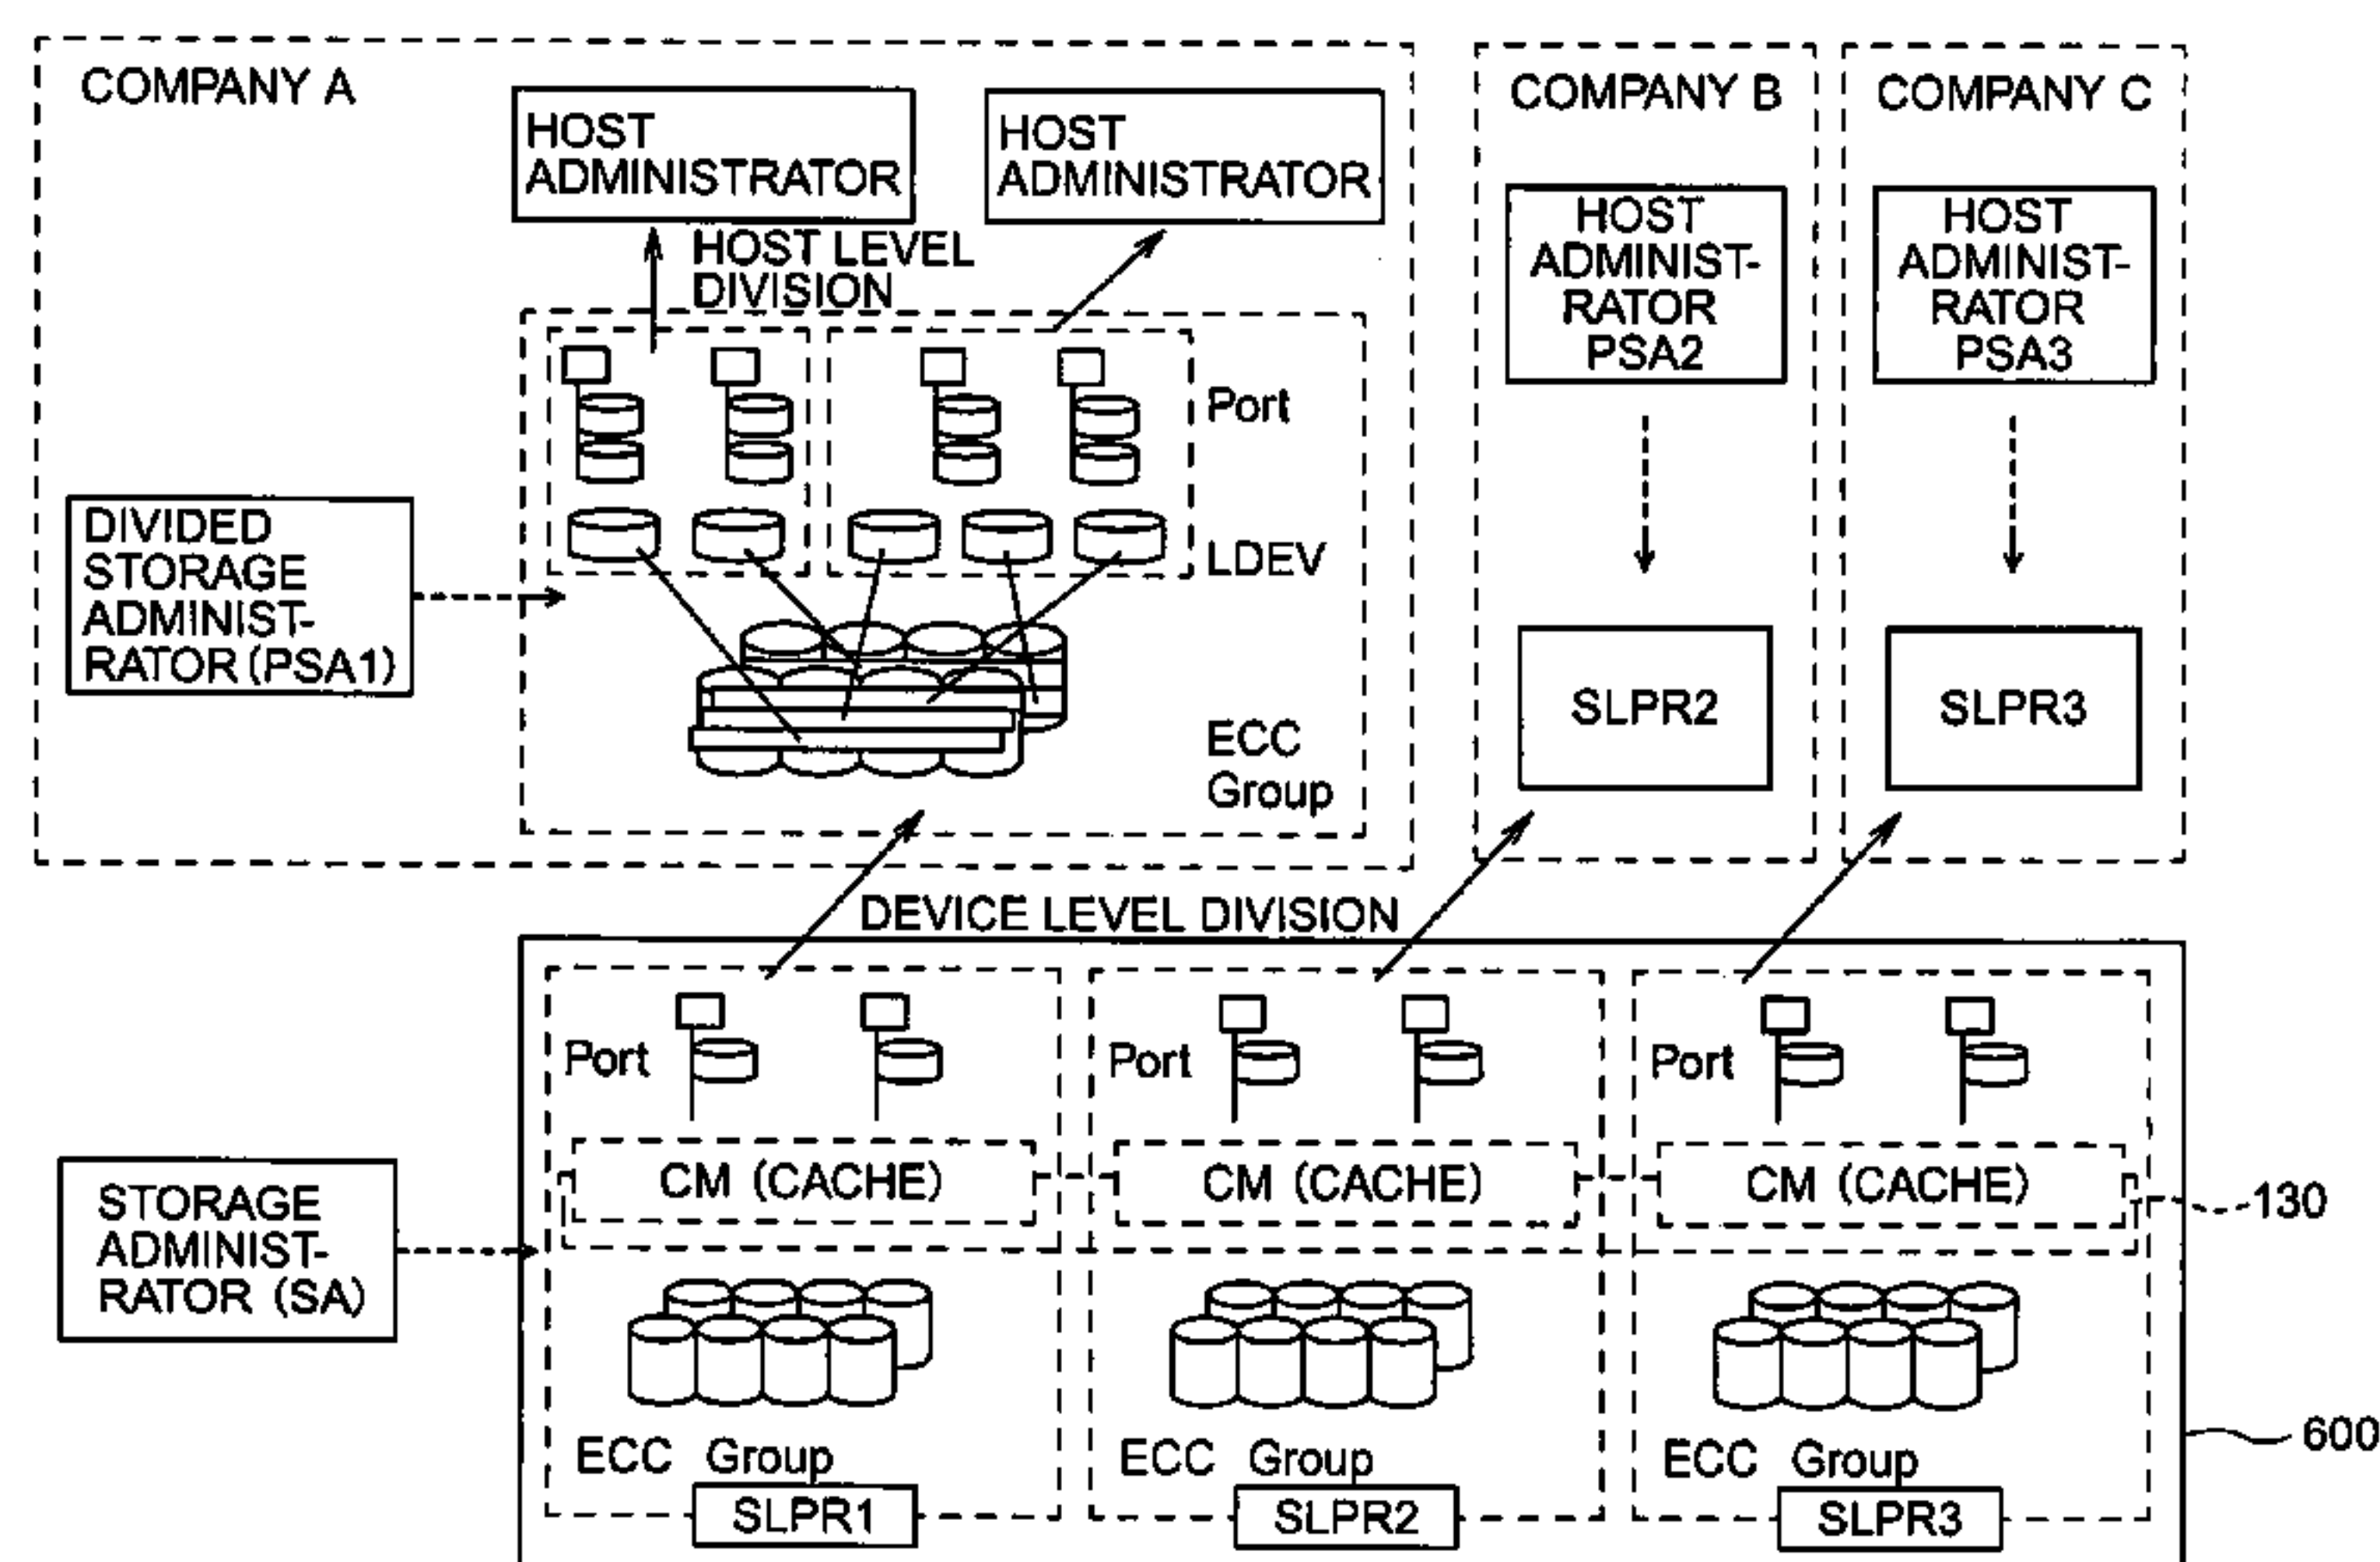 COMPANY A
HOST
ADMINISTRATOR
HOST
ADMINISTRATOR
HOST LEVEL
DIVISION
Port
LDEV
ECC
Group
DIVIDED
STORAGE
ADMINIST-
RATOR (PSA1)
COMPANY B
HOST
ADMINIST-
RATOR
PSA2
SLPR2
COMPANY C
HOST
ADMINIST-
RATOR
PSA3
SLPR3
DEVICE LEVEL DIVISION
STORAGE
ADMINIST-
RATOR (SA)
Port
CM (CACHE)
ECC Group
SLPR1
Port
CM (CACHE)
ECC Group
SLPR2
Port
CM (CACHE)
ECC Group
SLPR3
130
600